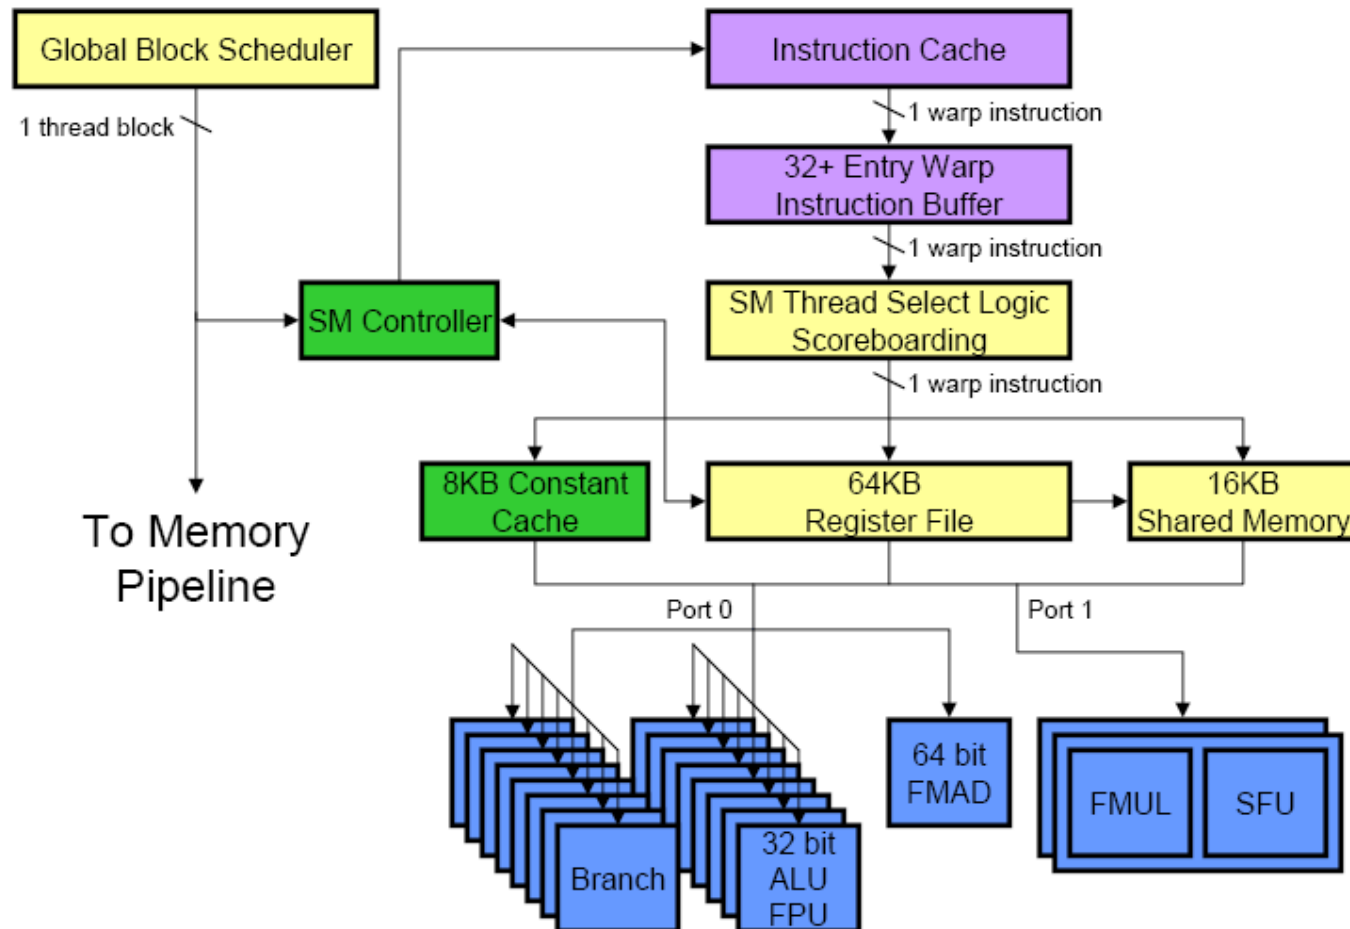 Global Block Scheduler
Instruction Cache
1 thread block
1 warp instruction
32+ Entry Warp
Instruction Buffer
1 warp instruction
SM Controller
SM Thread Select Logic
Scoreboarding
1 warp instruction
8KB Constant
Cache
64KB
Register File
16KB
Shared Memory
To Memory
Pipeline
Port 0
Port 1
Branch
32 bit
ALU
FPU
64 bit
FMAD
FMUL
SFU